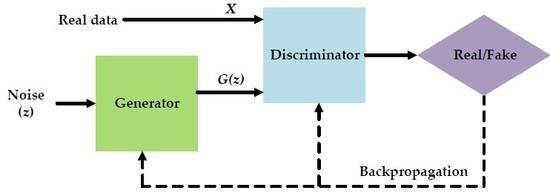 Real data
X
Discriminator
Real/Fake
Noise
(z)
Generator
G(z)
Backpropagation